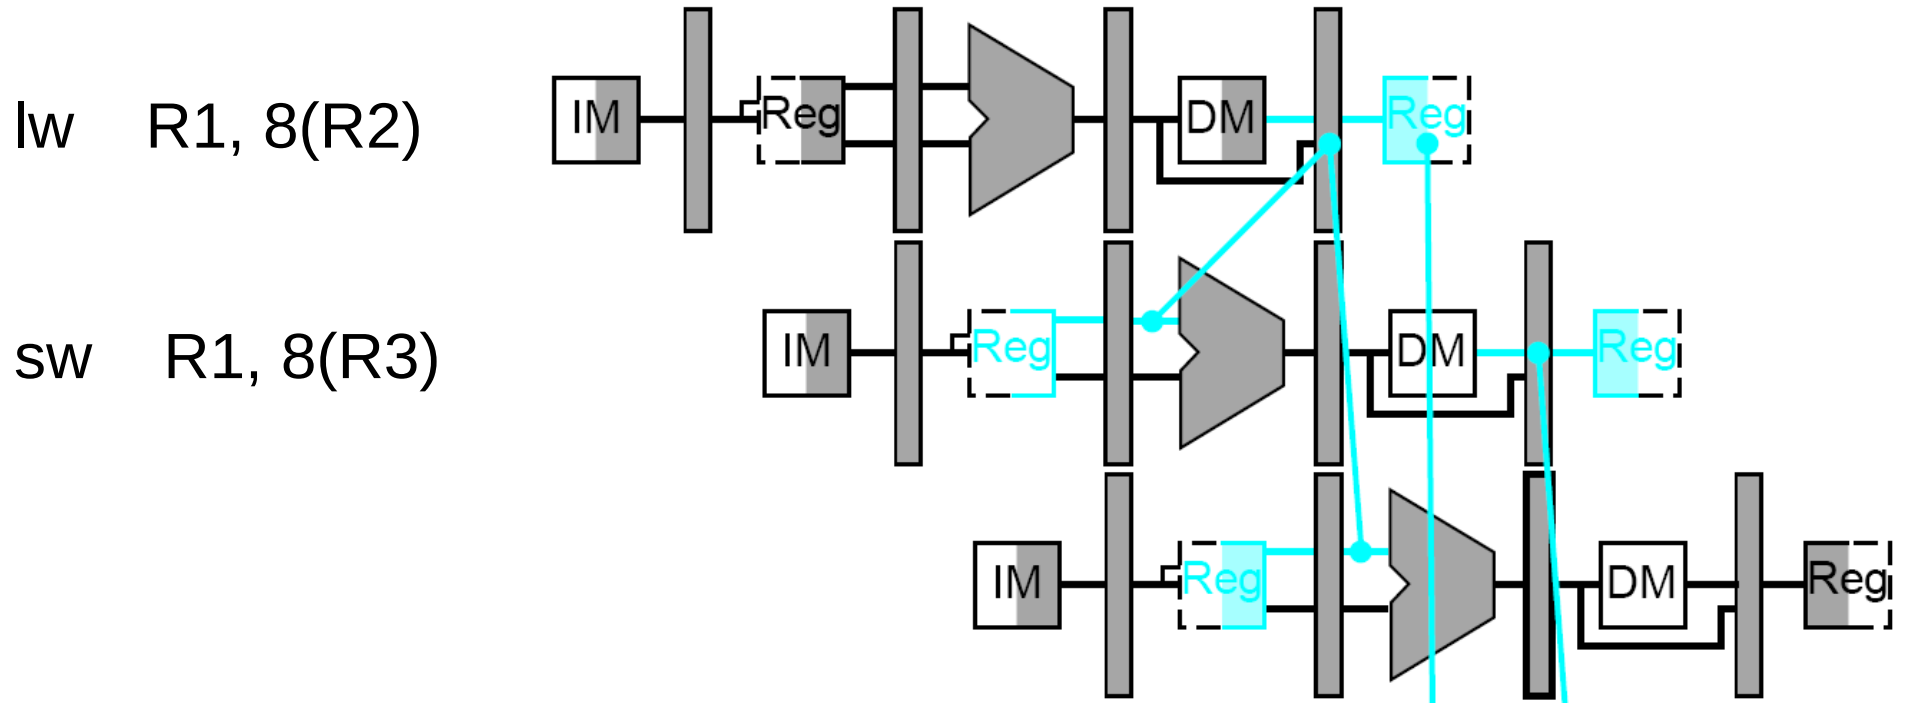 lw R1, 8(R2) IM Reg DM Reg
sw R1, 8(R3) IM Reg DM Reg
IM Reg DM Reg